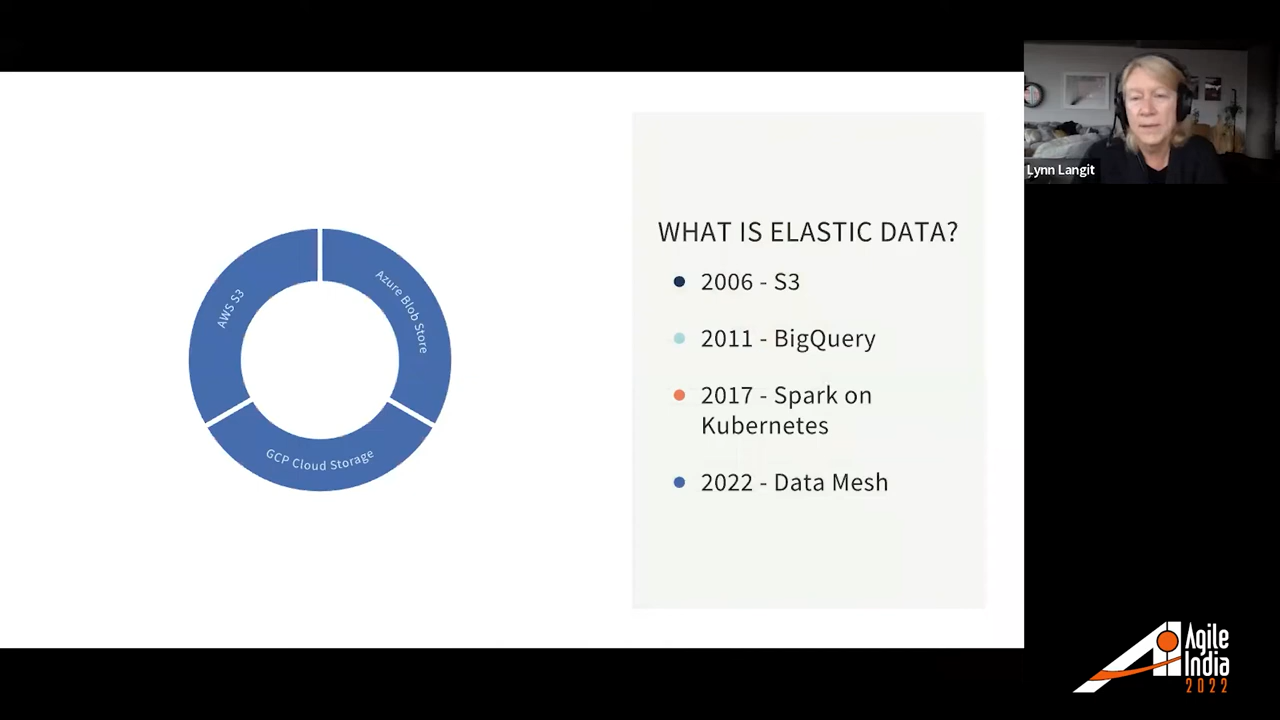 AWS S3
Azure Blob Store
GCP Cloud Storage
WHAT IS ELASTIC DATA?
2006 - S3
2011 - BigQuery
2017 - Spark on
Kubernetes
2022 - Data Mesh
Lynn Langit
Agile
India
2022